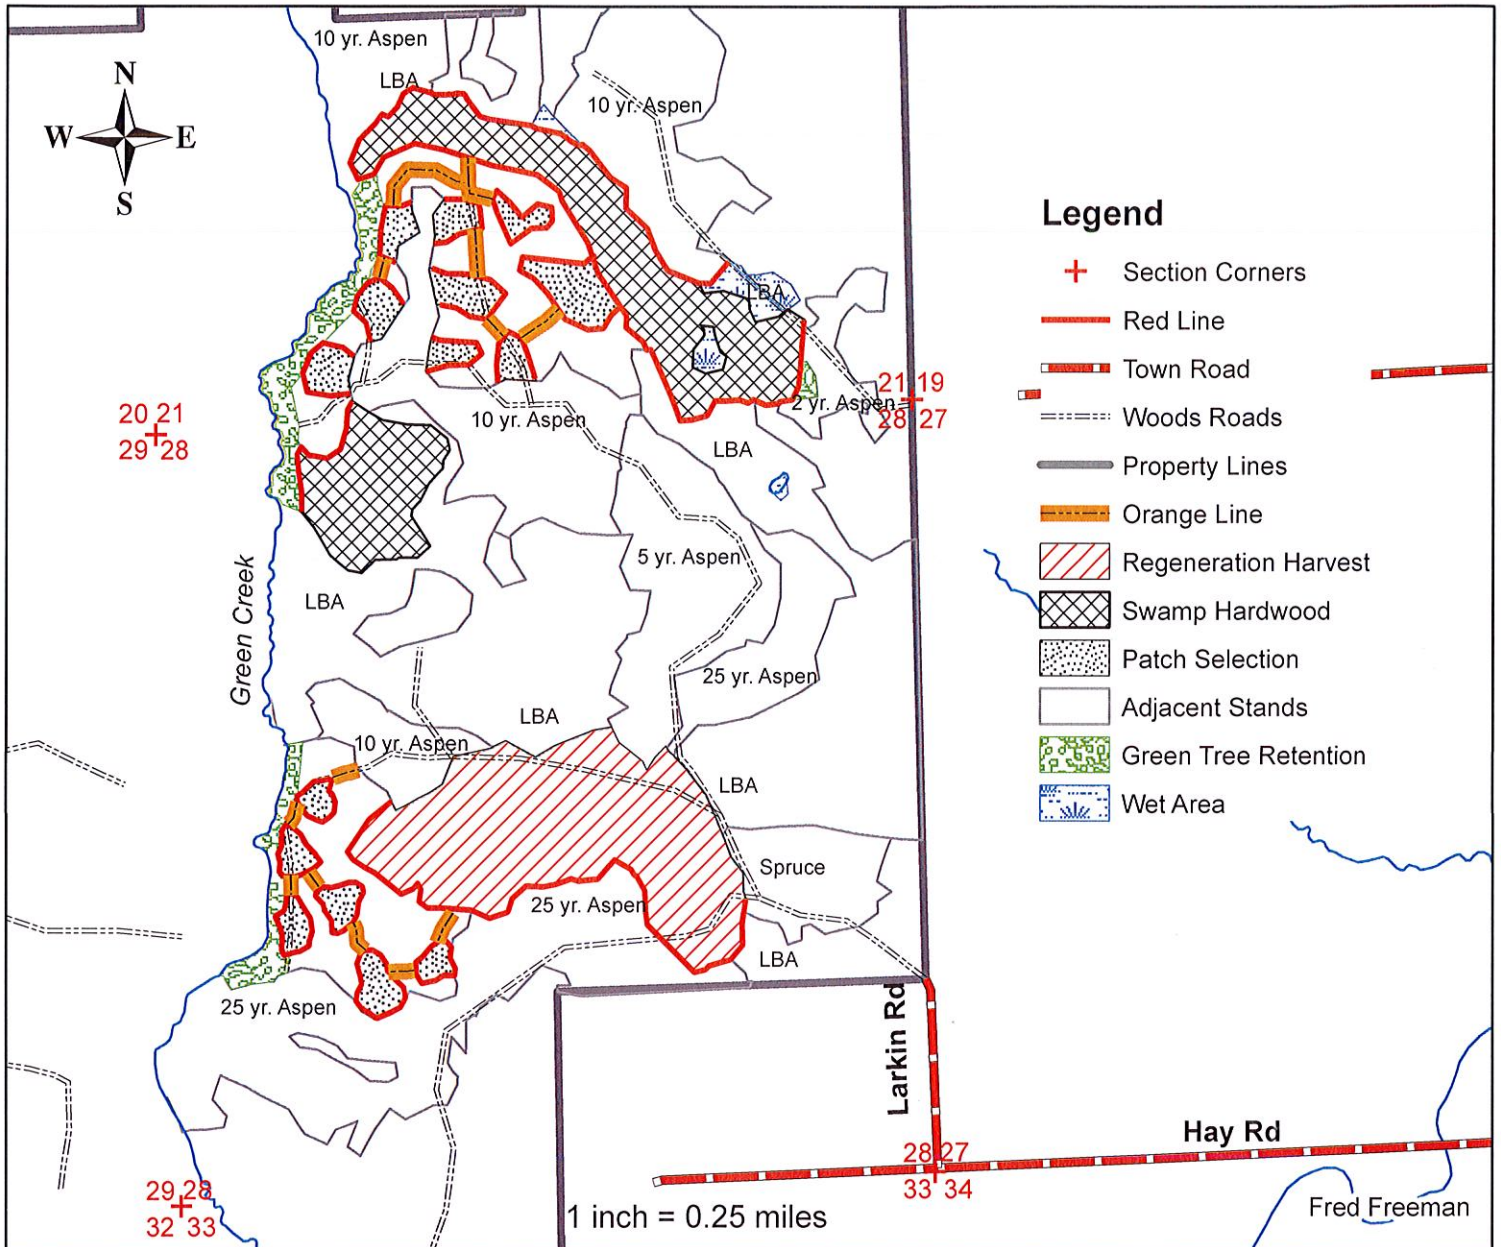 10 yr. Aspen
LBA
10 yr. Aspen
N
W E
S
LBA
Legend
Section Corners
Red Line
Town Road
Woods Roads
Property Lines
Orange Line
Regeneration Harvest
Swamp Hardwood
Patch Selection
Adjacent Stands
Green Tree Retention
Wet Area
21 19
28 27
2 yr. Aspen
20 21
29 28
10 yr. Aspen
LBA
5 yr. Aspen
Green Creek
LBA
25 yr. Aspen
LBA
10 yr. Aspen
LBA
Spruce
25 yr. Aspen
LBA
25 yr. Aspen
Larkin Rd
Hay Rd
28 27
33 34
29 28
32 33
1 inch = 0.25 miles
Fred Freeman